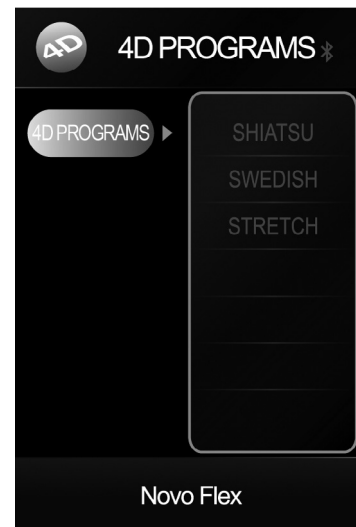 4D
4D PROGRAMS
4D PROGRAMS
SHIATSU
SWEDISH
STRETCH
Novo Flex